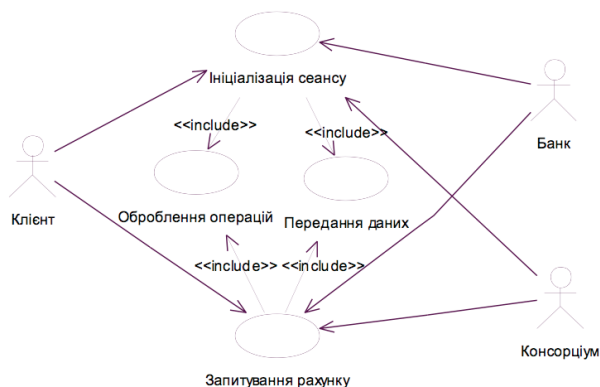 Ініціалізація сеансу
<<include>>
<<include>>
Банк
Клієнт
Оброблення операцій
Передання даних
<<include>>
<<include>>
Консорціум
Запитування рахунку